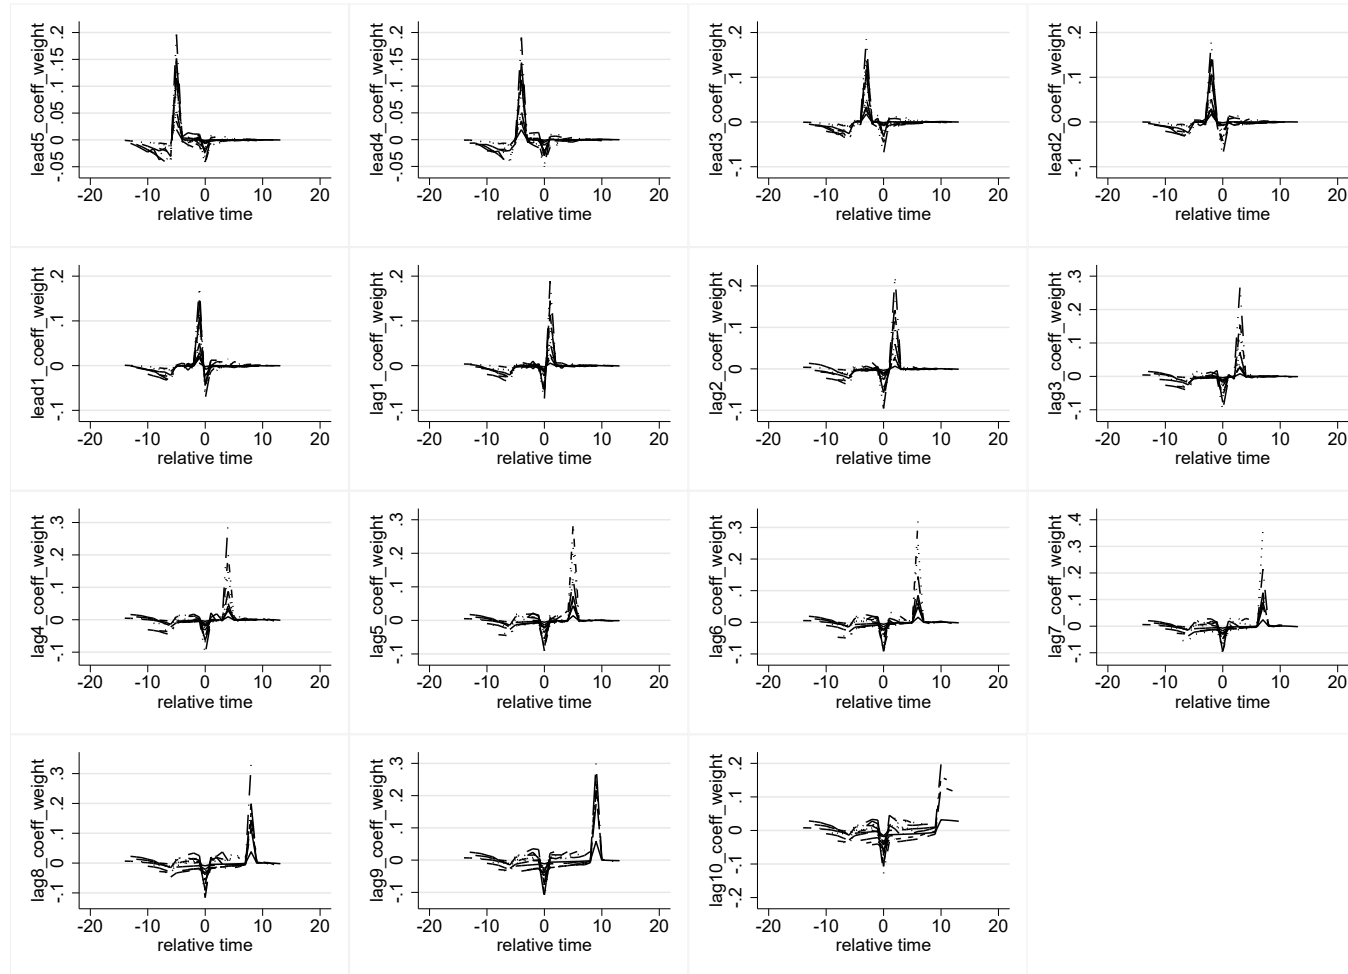 lead5_coeff_weight
-.05 0 .05 .1 .15 .2
-20 -10 0 10 20
relative time
lead4_coeff_weight
-.05 0 .05 .1 .15 .2
-20 -10 0 10 20
relative time
lead3_coeff_weight
-.1 0 .1 .2
-20 -10 0 10 20
relative time
lead2_coeff_weight
-.1 0 .1 .2
-20 -10 0 10 20
relative time
lead1_coeff_weight
-.1 0 .1 .2
-20 -10 0 10 20
relative time
lag1_coeff_weight
-.1 0 .1 .2
-20 -10 0 10 20
relative time
lag2_coeff_weight
-.1 0 .1 .2
-20 -10 0 10 20
relative time
lag3_coeff_weight
-.1 0 .1 .2 .3
-20 -10 0 10 20
relative time
lag4_coeff_weight
-.1 0 .1 .2 .3
-20 -10 0 10 20
relative time
lag5_coeff_weight
-.1 0 .1 .2 .3
-20 -10 0 10 20
relative time
lag6_coeff_weight
-.1 0 .1 .2 .3
-20 -10 0 10 20
relative time
lag7_coeff_weight
-.1 0 .1 .2 .3 .4
-20 -10 0 10 20
relative time
lag8_coeff_weight
-.1 0 .1 .2 .3
-20 -10 0 10 20
relative time
lag9_coeff_weight
-.1 0 .1 .2 .3
-20 -10 0 10 20
relative time
lag10_coeff_weight
-.2 -.1 0 .1 .2
-20 -10 0 10 20
relative time